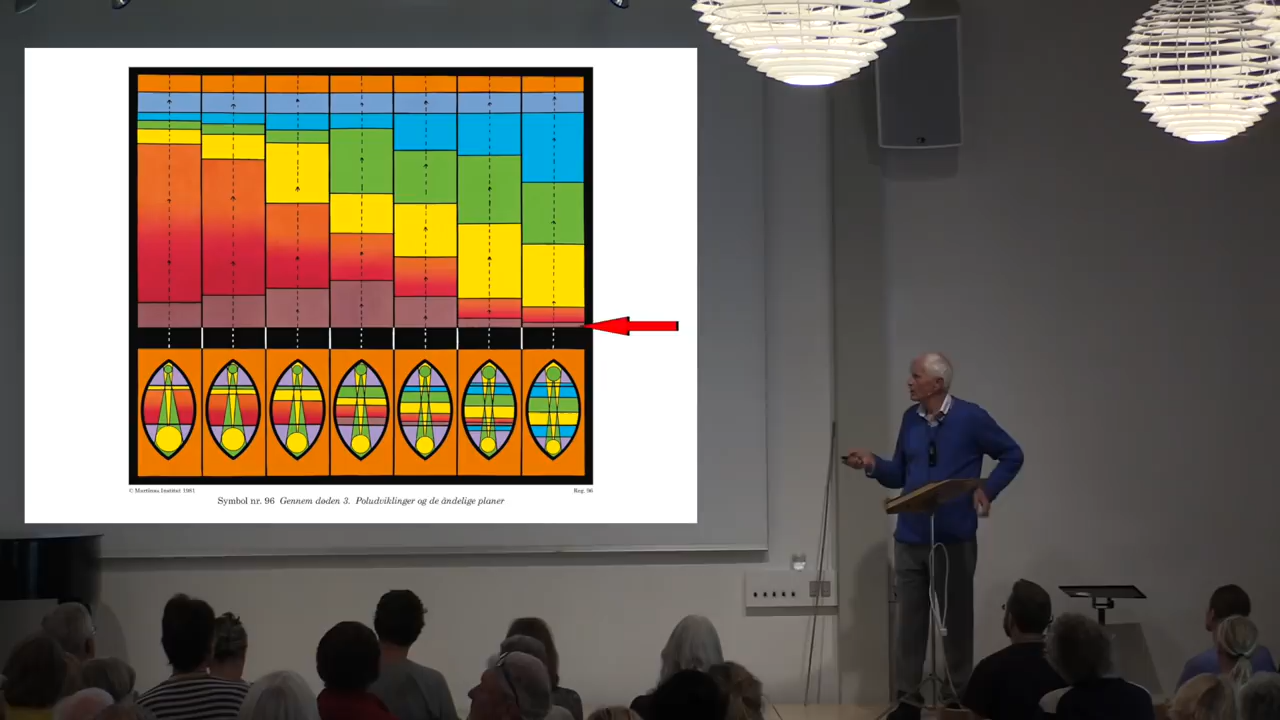 © Martinus Institut 1981
Reg. 96
Symbol nr. 96 Gennem døden 3. Poludviklinger og de åndelige planer